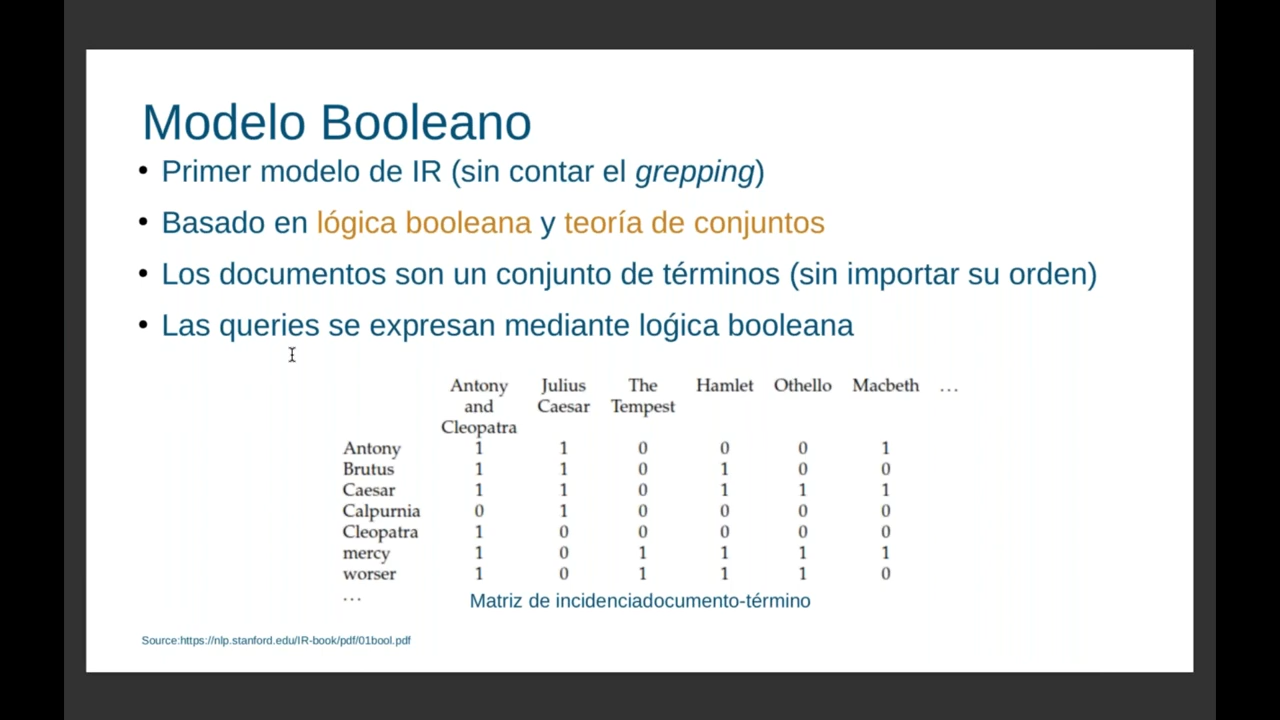 Modelo Booleano
• Primer modelo de IR (sin contar el grepping)
• Basado en lógica booleana y teoría de conjuntos
• Los documentos son un conjunto de términos (sin importar su orden)
• Las queries se expresan mediante loǵica booleana
Antony and Cleopatra Julius Caesar The Tempest Hamlet Othello Macbeth ...
Antony 1 1 0 0 0 1
Brutus 1 1 0 1 0 0
Caesar 1 1 0 1 1 1
Calpurnia 0 1 0 0 0 0
Cleopatra 1 0 0 0 0 0
mercy 1 0 1 1 1 1
worser 1 0 1 1 1 0
...
Matriz de incidenciadocumento-término
Source:https://nlp.stanford.edu/IR-book/pdf/01bool.pdf